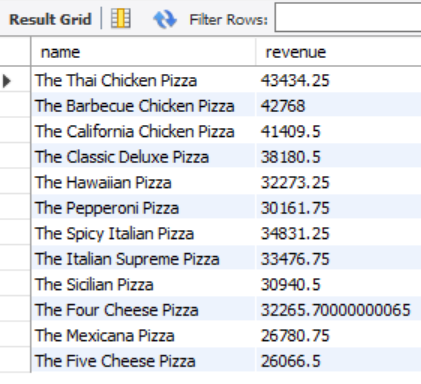 Result Grid Filter Rows:
name revenue
The Thai Chicken Pizza 43434.25
The Barbecue Chicken Pizza 42768
The California Chicken Pizza 41409.5
The Classic Deluxe Pizza 38180.5
The Hawaiian Pizza 32273.25
The Pepperoni Pizza 30161.75
The Spicy Italian Pizza 34831.25
The Italian Supreme Pizza 33476.75
The Sicilian Pizza 30940.5
The Four Cheese Pizza 32265.70000000065
The Mexicana Pizza 26780.75
The Five Cheese Pizza 26066.5